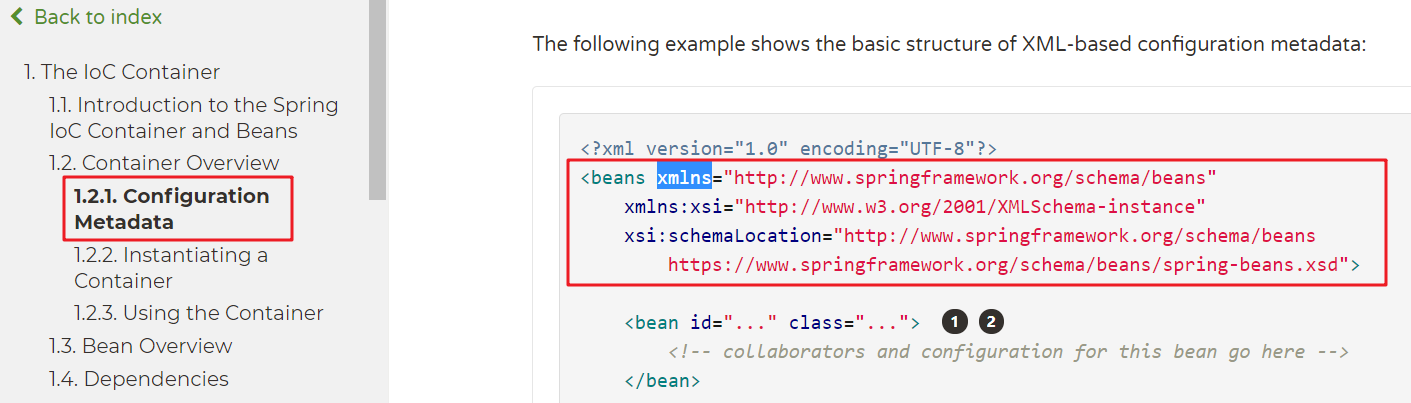 Back to index
1. The IoC Container
1.1. Introduction to the Spring
IoC Container and Beans
1.2. Container Overview
1.2.1. Configuration
Metadata
1.2.2. Instantiating a
Container
1.2.3. Using the Container
1.3. Bean Overview
1.4. Dependencies
The following example shows the basic structure of XML-based configuration metadata:
<?xml version="1.0" encoding="UTF-8"?>
<beans xmlns="http://www.springframework.org/schema/beans"
    xmlns:xsi="http://www.w3.org/2001/XMLSchema-instance"
    xsi:schemaLocation="http://www.springframework.org/schema/beans
        https://www.springframework.org/schema/beans/spring-beans.xsd">
    <bean id="..." class="..."> 1 2
        <!-- collaborators and configuration for this bean go here -->
    </bean>